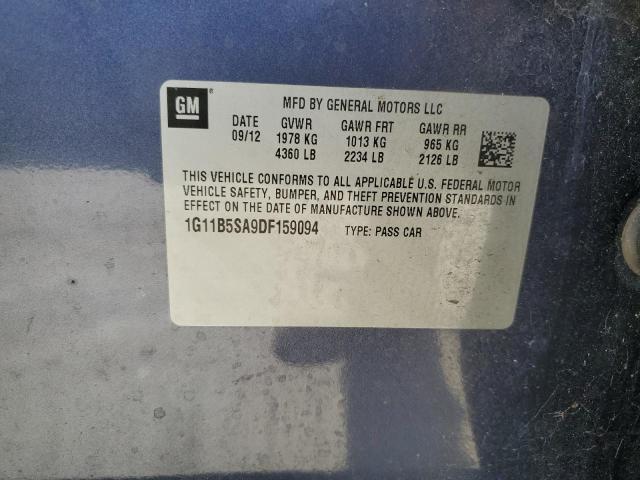 GM ® MFD BY GENERAL MOTORS LLC
DATE GVWR GAWR FRT GAWR RR
09/12 1978 KG 1013 KG 965 KG
4360 LB 2234 LB 2126 LB
THIS VEHICLE CONFORMS TO ALL APPLICABLE U.S. FEDERAL MOTOR
VEHICLE SAFETY, BUMPER, AND THEFT PREVENTION STANDARDS IN
EFFECT ON THE DATE OF MANUFACTURE SHOWN ABOVE.
1G11B5SA9DF159094 TYPE: PASS CAR